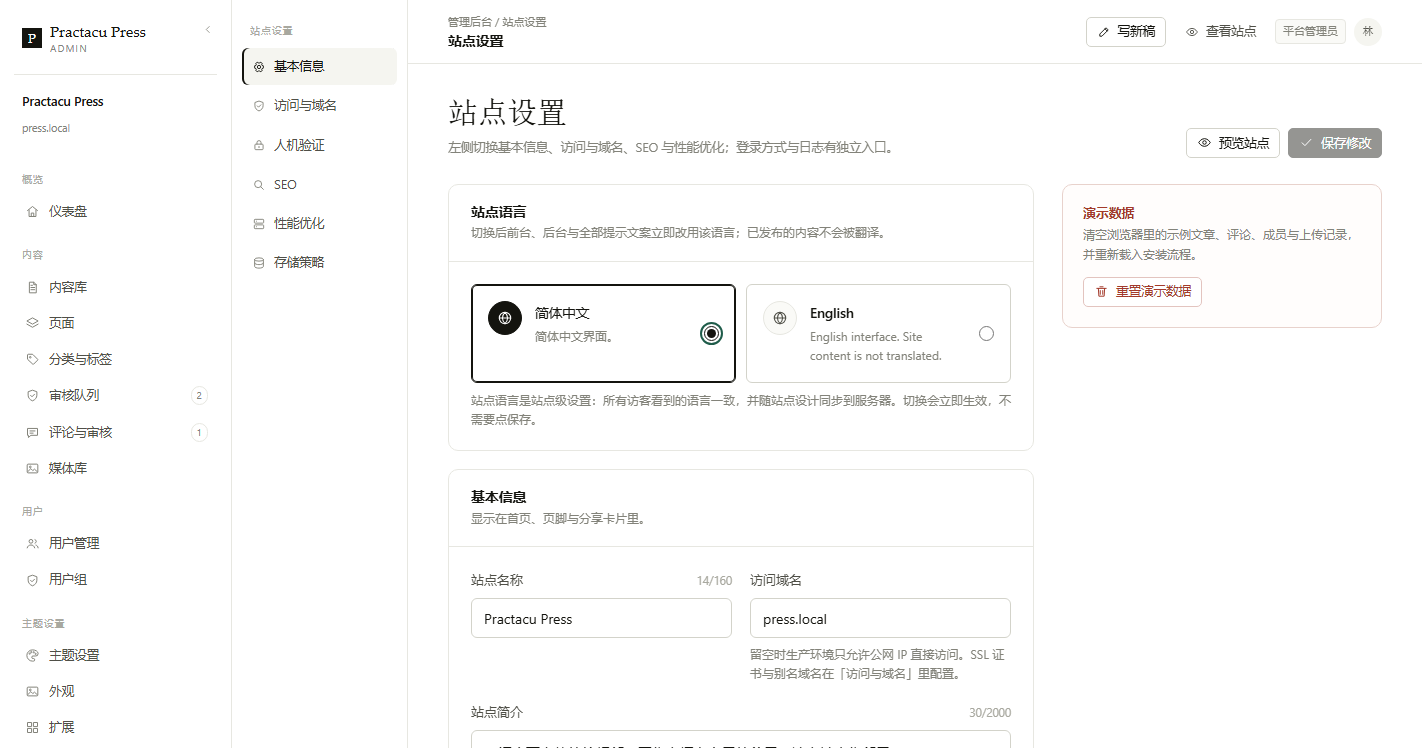 Practacu Press
ADMIN
Practacu Press
press.local
概览
仪表盘
内容
内容库
页面
分类与标签
审核队列 2
评论与审核 1
媒体库
用户
用户管理
用户组
主题设置
主题设置
外观
扩展
站点设置
基本信息
访问与域名
人机验证
SEO
性能优化
存储策略
管理后台 / 站点设置
站点设置
写新稿
查看站点
平台管理员
林
站点设置
左侧切换基本信息、访问与域名、SEO 与性能优化；登录方式与日志有独立入口。
预览站点
保存修改
站点语言
切换后前台、后台与全部提示文案立即改用该语言；已发布的内容不会被翻译。
简体中文
简体中文界面。
English
English interface. Site
content is not translated.
站点语言是站点级设置：所有访客看到的语言一致，并随站点设计同步到服务器。切换会立即生效，不
需要点保存。
基本信息
显示在首页、页脚与分享卡片里。
站点名称 14/160
Practacu Press
访问域名
press.local
留空时生产环境只允许公网 IP 直接访问。SSL 证
书与别名域名在「访问与域名」里配置。
站点简介 30/2000
演示数据
清空浏览器里的示例文章、评论、成员与上传记录，
并重新载入安装流程。
重置演示数据